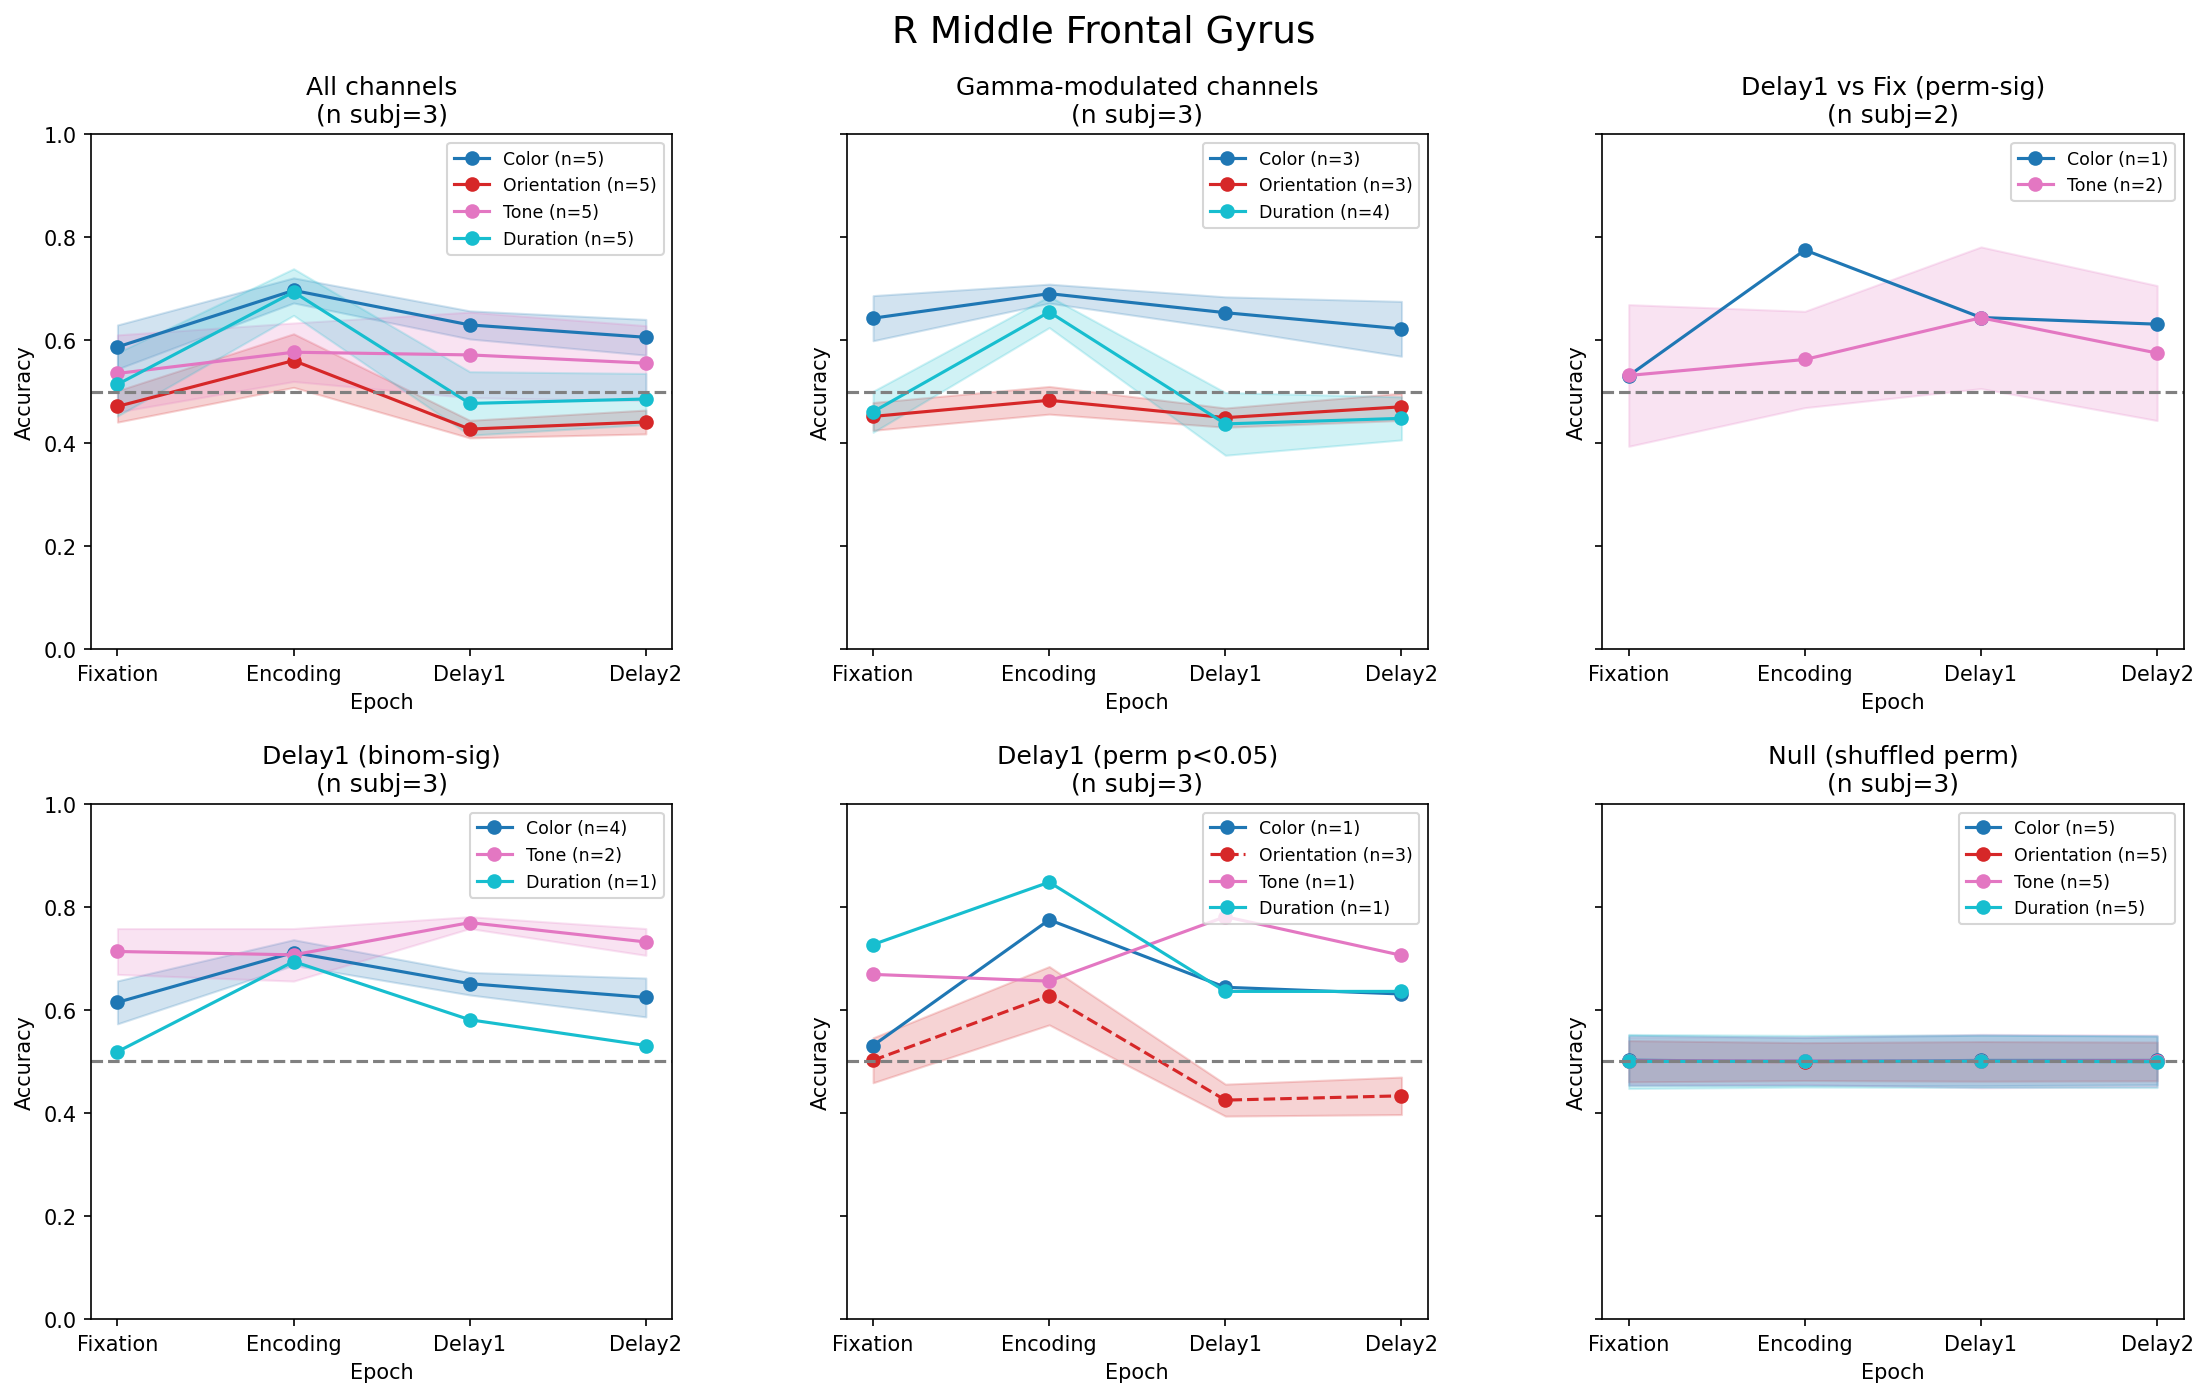 R Middle Frontal Gyrus
All channels
(n subj=3)
Accuracy
1.0
0.8
0.6
0.4
0.2
0.0
Color (n=5)
Orientation (n=5)
Tone (n=5)
Duration (n=5)
Fixation Encoding Delay1 Delay2
Epoch
Gamma-modulated channels
(n subj=3)
Accuracy
Color (n=3)
Orientation (n=3)
Duration (n=4)
Fixation Encoding Delay1 Delay2
Epoch
Delay1 vs Fix (perm-sig)
(n subj=2)
Accuracy
Color (n=1)
Tone (n=2)
Fixation Encoding Delay1 Delay2
Epoch
Delay1 (binom-sig)
(n subj=3)
Accuracy
1.0
0.8
0.6
0.4
0.2
0.0
Color (n=4)
Tone (n=2)
Duration (n=1)
Fixation Encoding Delay1 Delay2
Epoch
Delay1 (perm p<0.05)
(n subj=3)
Accuracy
Color (n=1)
Orientation (n=3)
Tone (n=1)
Duration (n=1)
Fixation Encoding Delay1 Delay2
Epoch
Null (shuffled perm)
(n subj=3)
Accuracy
Color (n=5)
Orientation (n=5)
Tone (n=5)
Duration (n=5)
Fixation Encoding Delay1 Delay2
Epoch